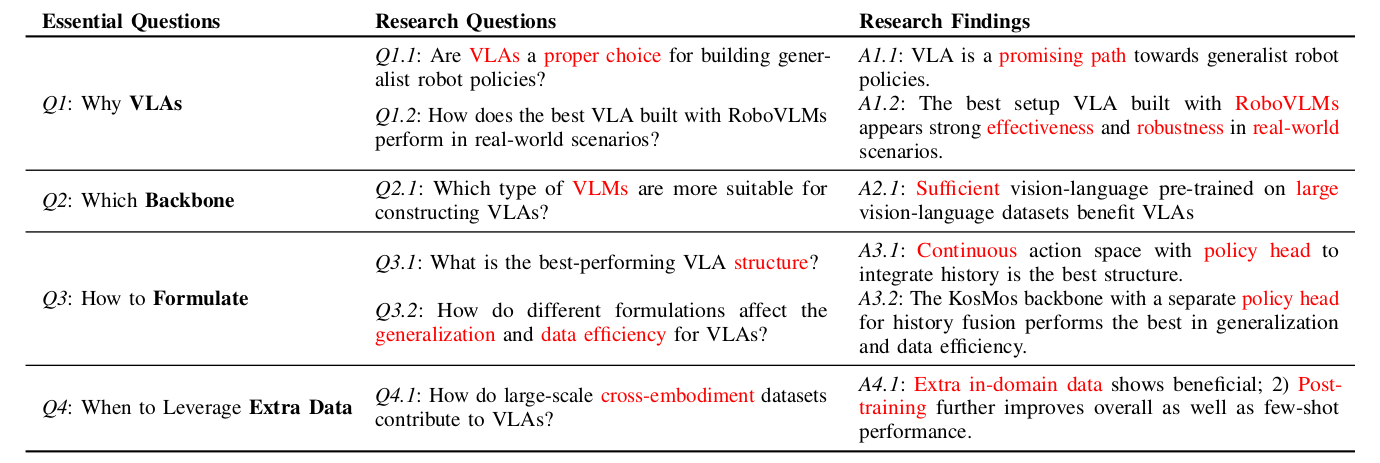 Essential Questions
Research Questions
Research Findings
Q1: Why VLAs
Q1.1: Are VLAs a proper choice for building gener-
alist robot policies?
Q1.2: How does the best VLA built with RoboVLMs
perform in real-world scenarios?
A1.1: VLA is a promising path towards generalist robot
policies.
A1.2: The best setup VLA built with RoboVLMs
appears strong effectiveness and robustness in real-world
scenarios.
Q2: Which Backbone
Q2.1: Which type of VLMs are more suitable for
constructing VLAs?
A2.1: Sufficient vision-language pre-trained on large
vision-language datasets benefit VLAs
Q3: How to Formulate
Q3.1: What is the best-performing VLA structure?
Q3.2: How do different formulations affect the
generalization and data efficiency for VLAs?
A3.1: Continuous action space with policy head to
integrate history is the best structure.
A3.2: The KosMos backbone with a separate policy head
for history fusion performs the best in generalization
and data efficiency.
Q4: When to Leverage Extra Data
Q4.1: How do large-scale cross-embodiment datasets
contribute to VLAs?
A4.1: Extra in-domain data shows beneficial; 2) Post-
training further improves overall as well as few-shot
performance.